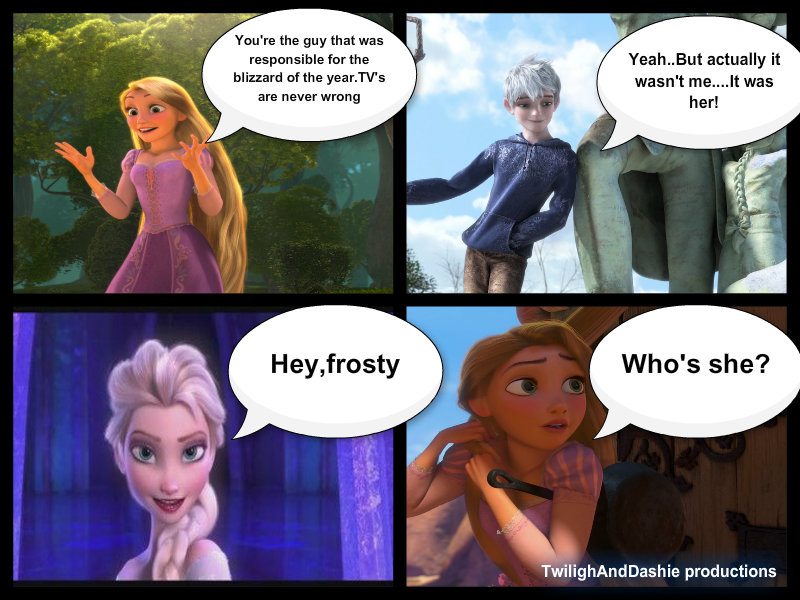 You're the guy that was
responsible for the
blizzard of the year.TV's
are never wrong
Yeah..But actually it
wasn't me....It was
her!
Hey,frosty
Who's she?
TwilighAndDashie productions